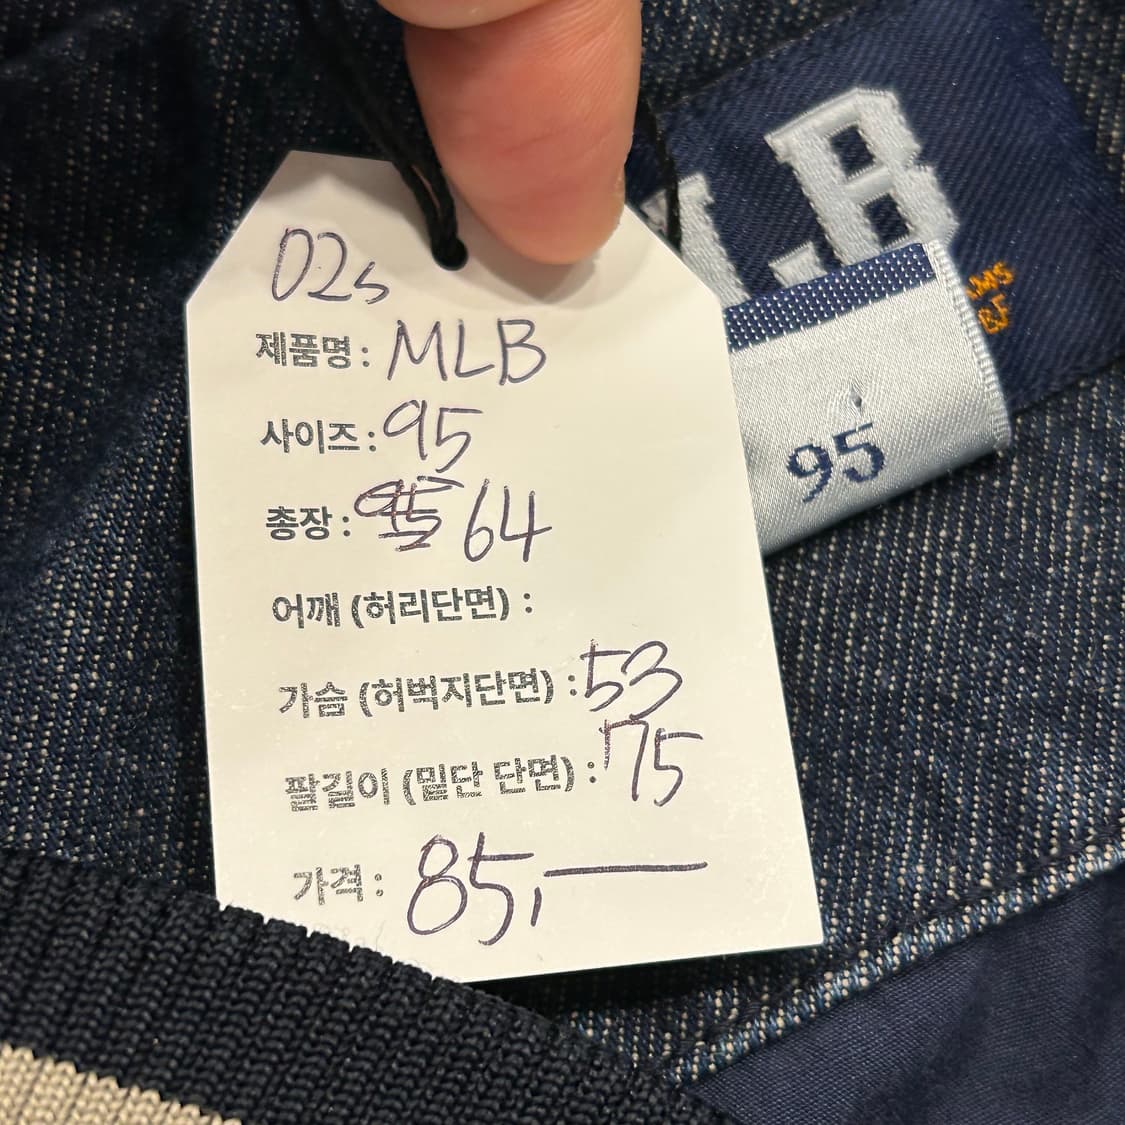 02s
제품명 : MLB
사이즈 : 95
총장 : 95 64
어깨 (허리단면) :
가슴 (허벅지단면) : 53
팔길이 (밑단 단면) : 75
가격 : 85,—
MLB
95